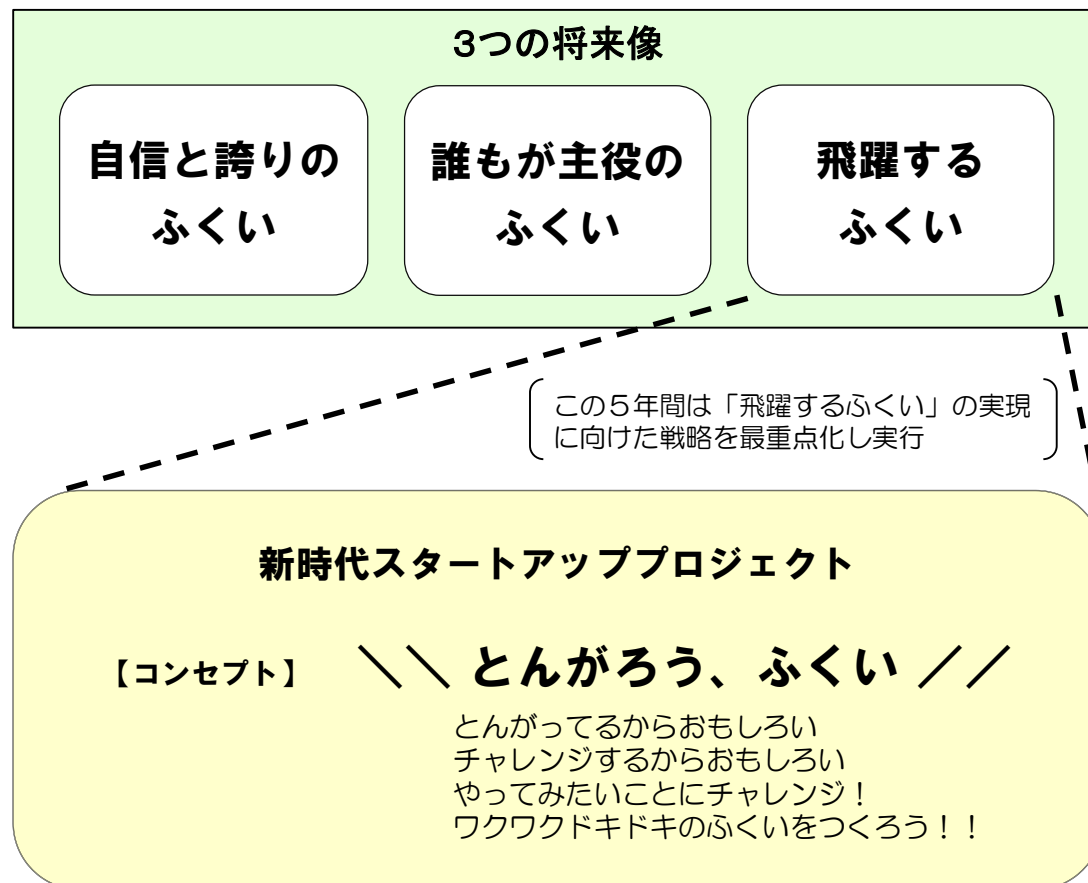 3つの将来像
自信と誇りの
ふくい
誰もが主役の
ふくい
飛躍する
ふくい
この５年間は「飛躍するふくい」の実現
に向けた戦略を最重点化し実行
新時代スタートアッププロジェクト
【コンセプト】 ＼＼ とんがろう、ふくい ／／
とんがってるからおもしろい
チャレンジするからおもしろい
やってみたいことにチャレンジ！
ワクワクドキドキのふくいをつくろう！！